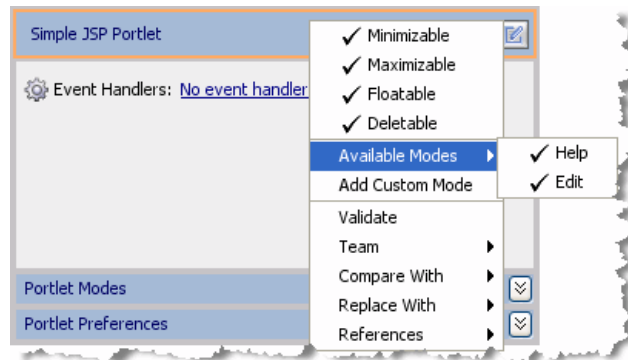 Simple JSP Portlet
Minimizable
Maximizable
Floatable
Deletable
Event Handlers: No event handler
Available Modes
Help
Edit
Add Custom Mode
Validate
Team
Compare With
Replace With
References
Portlet Modes
Portlet Preferences